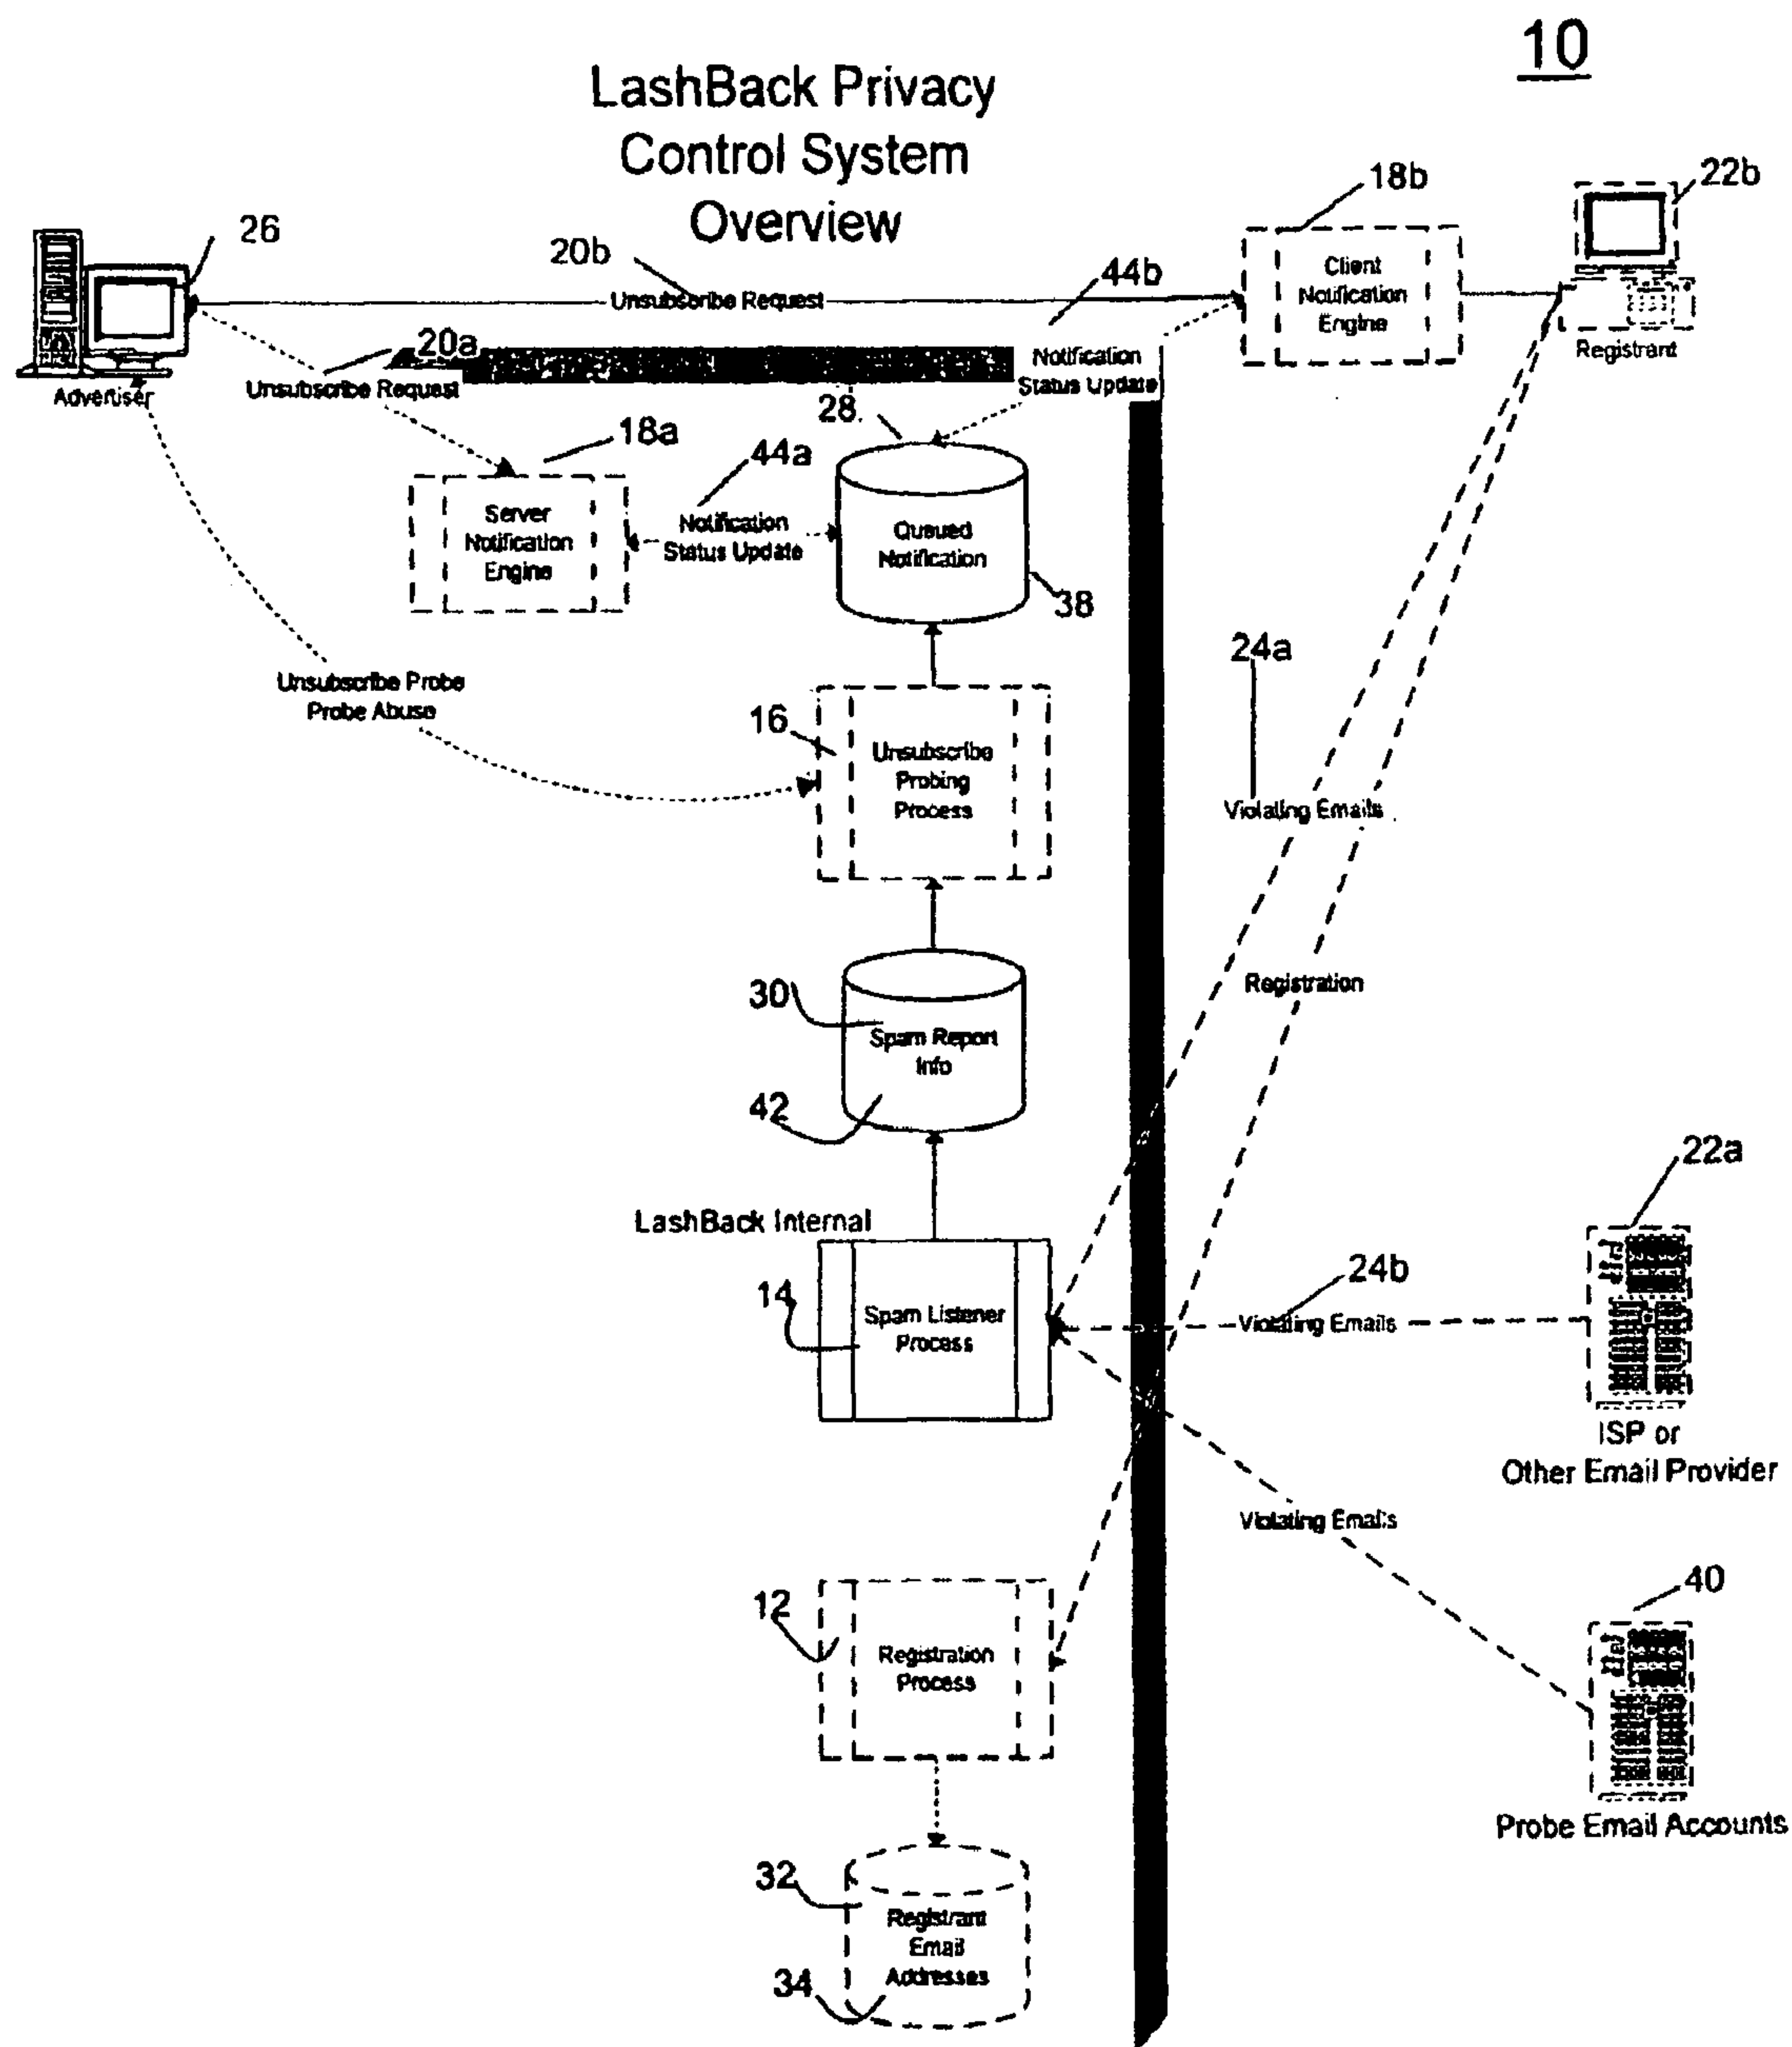 10
LashBack Privacy
Control System
Overview
26
20b
Unsubscribe Request
44b
18b
Client
Notification
Engine
22b
Registrant
Advertiser
20a
Unsubscribe Request
Notification
Status Update
28
18a
44a
Server
Notification
Engine
Notification
Status Update
Queued
Notification
38
Unsubscribe Probe
Probe Abuse
16
Unsubscribe
Probing
Process
24a
Violating Emails
Registration
30
Spam Report
Info
42
LashBack Internal
14
Spam Listener
Process
22a
24b
Violating Emails
ISP or
Other Email Provider
Violating Emails
40
Probe Email Accounts
12
Registration
Process
32
Registrant
Email
Addresses
34